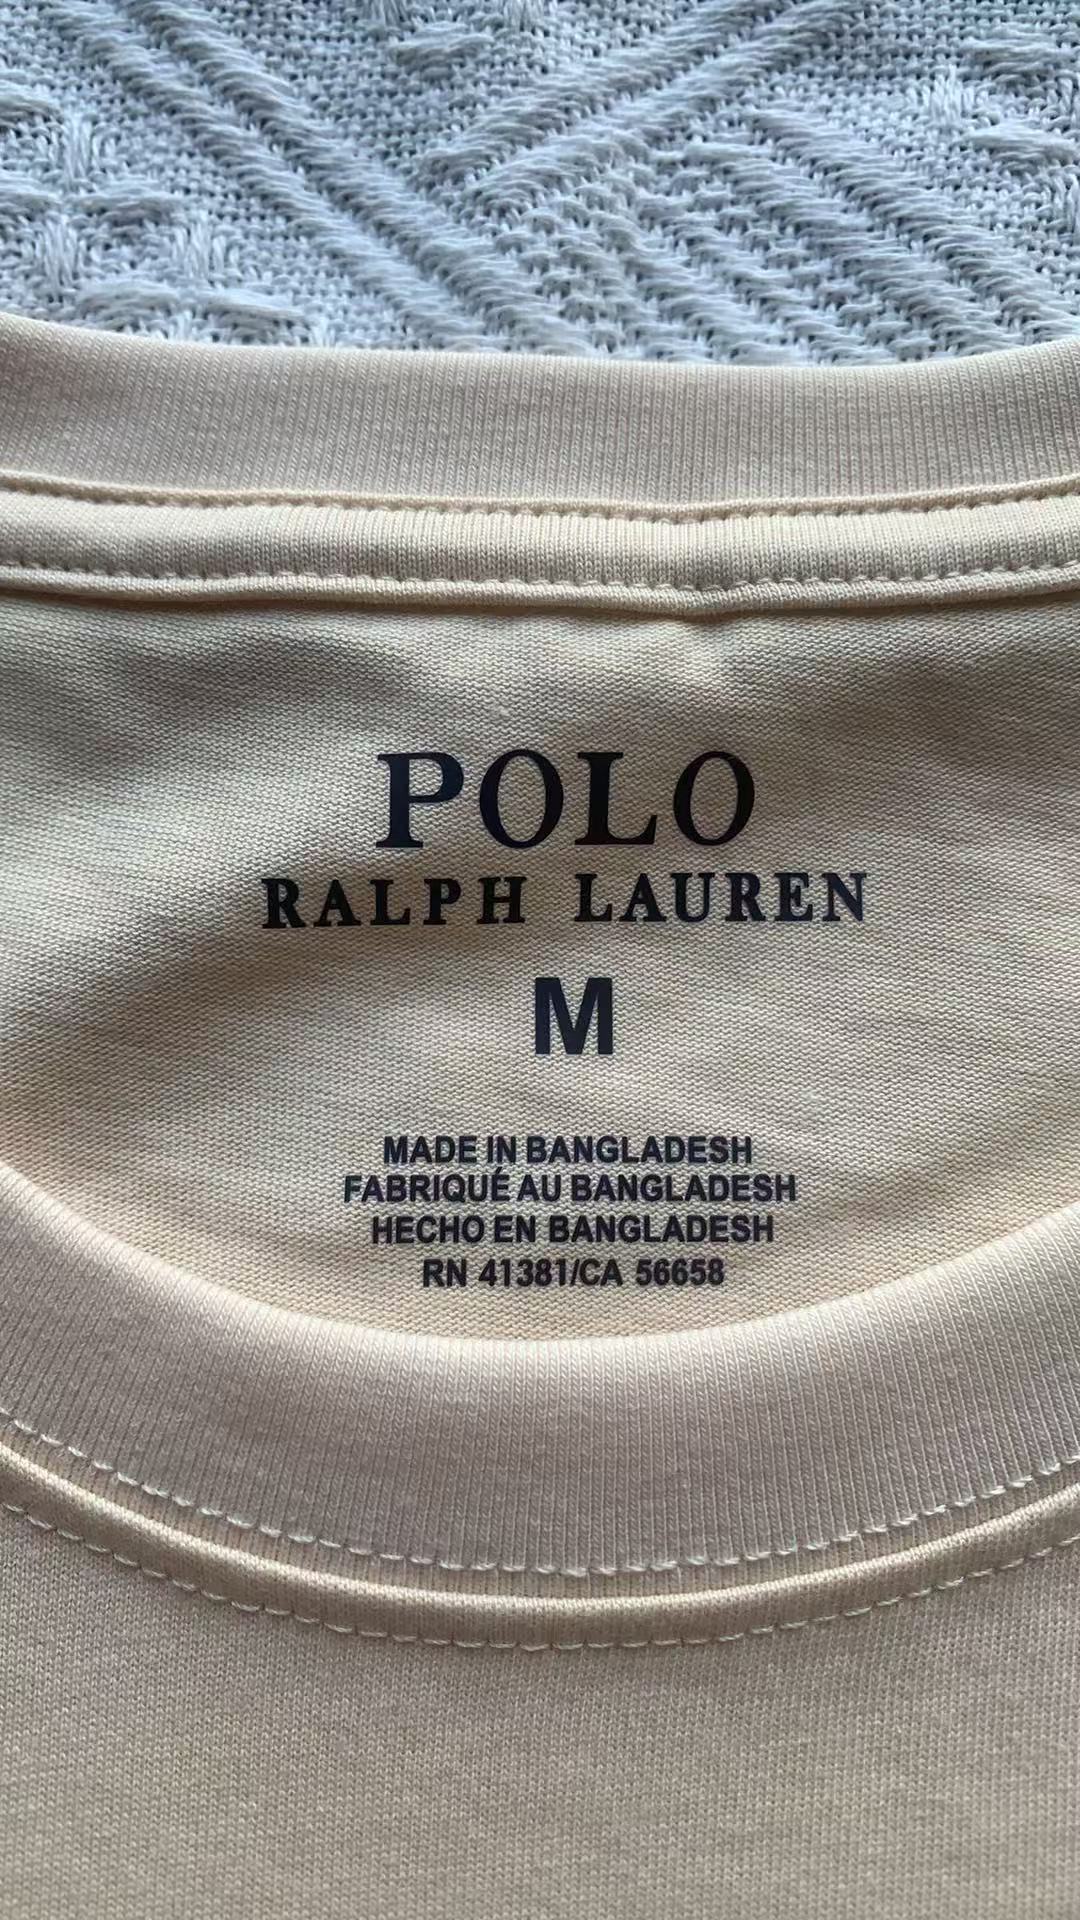 POLO
RALPH LAUREN
M
MADE IN BANGLADESH
FABRIQUÉ AU BANGLADESH
HECHO EN BANGLADESH
RN 41381/CA 56658